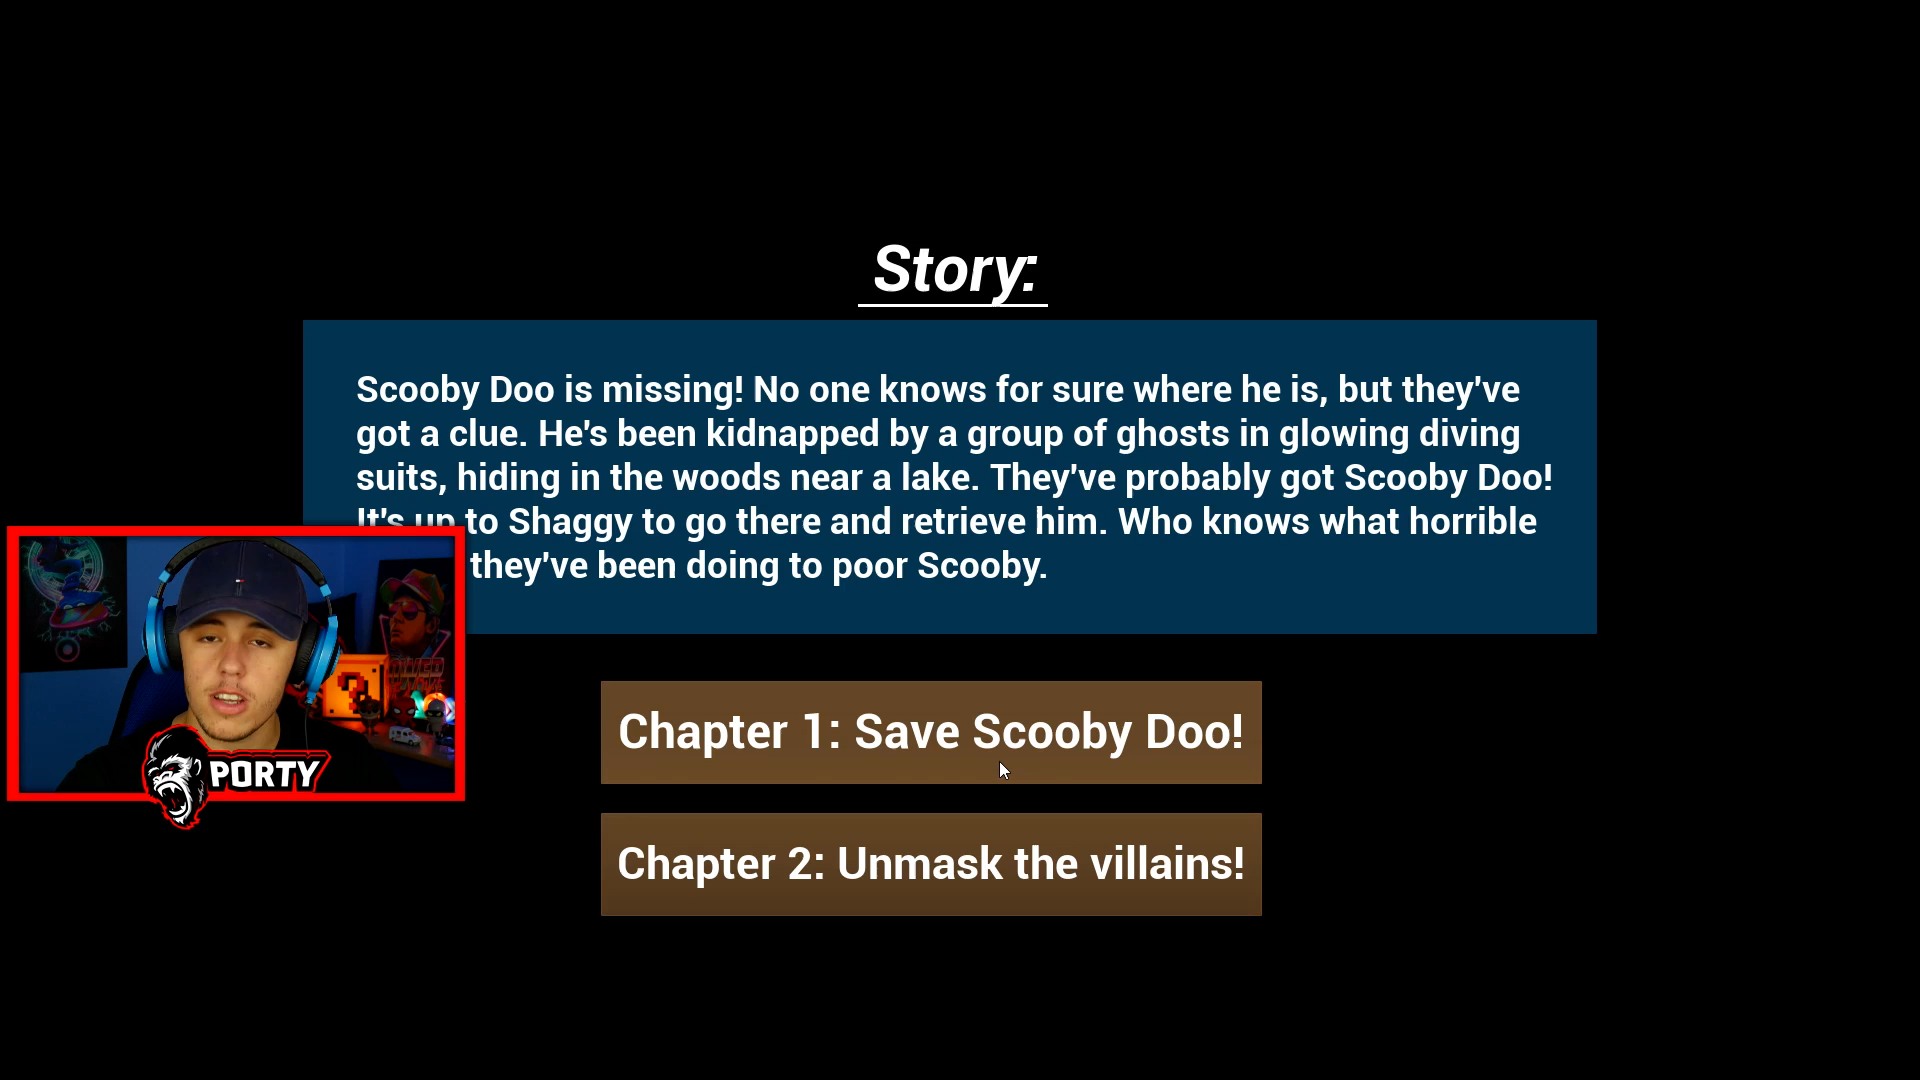 Story:
Scooby Doo is missing! No one knows for sure where he is, but they've
got a clue. He's been kidnapped by a group of ghosts in glowing diving
suits, hiding in the woods near a lake. They've probably got Scooby Doo!
It's up to Shaggy to go there and retrieve him. Who knows what horrible
they've been doing to poor Scooby.
Chapter 1: Save Scooby Doo!
PORTY
Chapter 2: Unmask the villains!